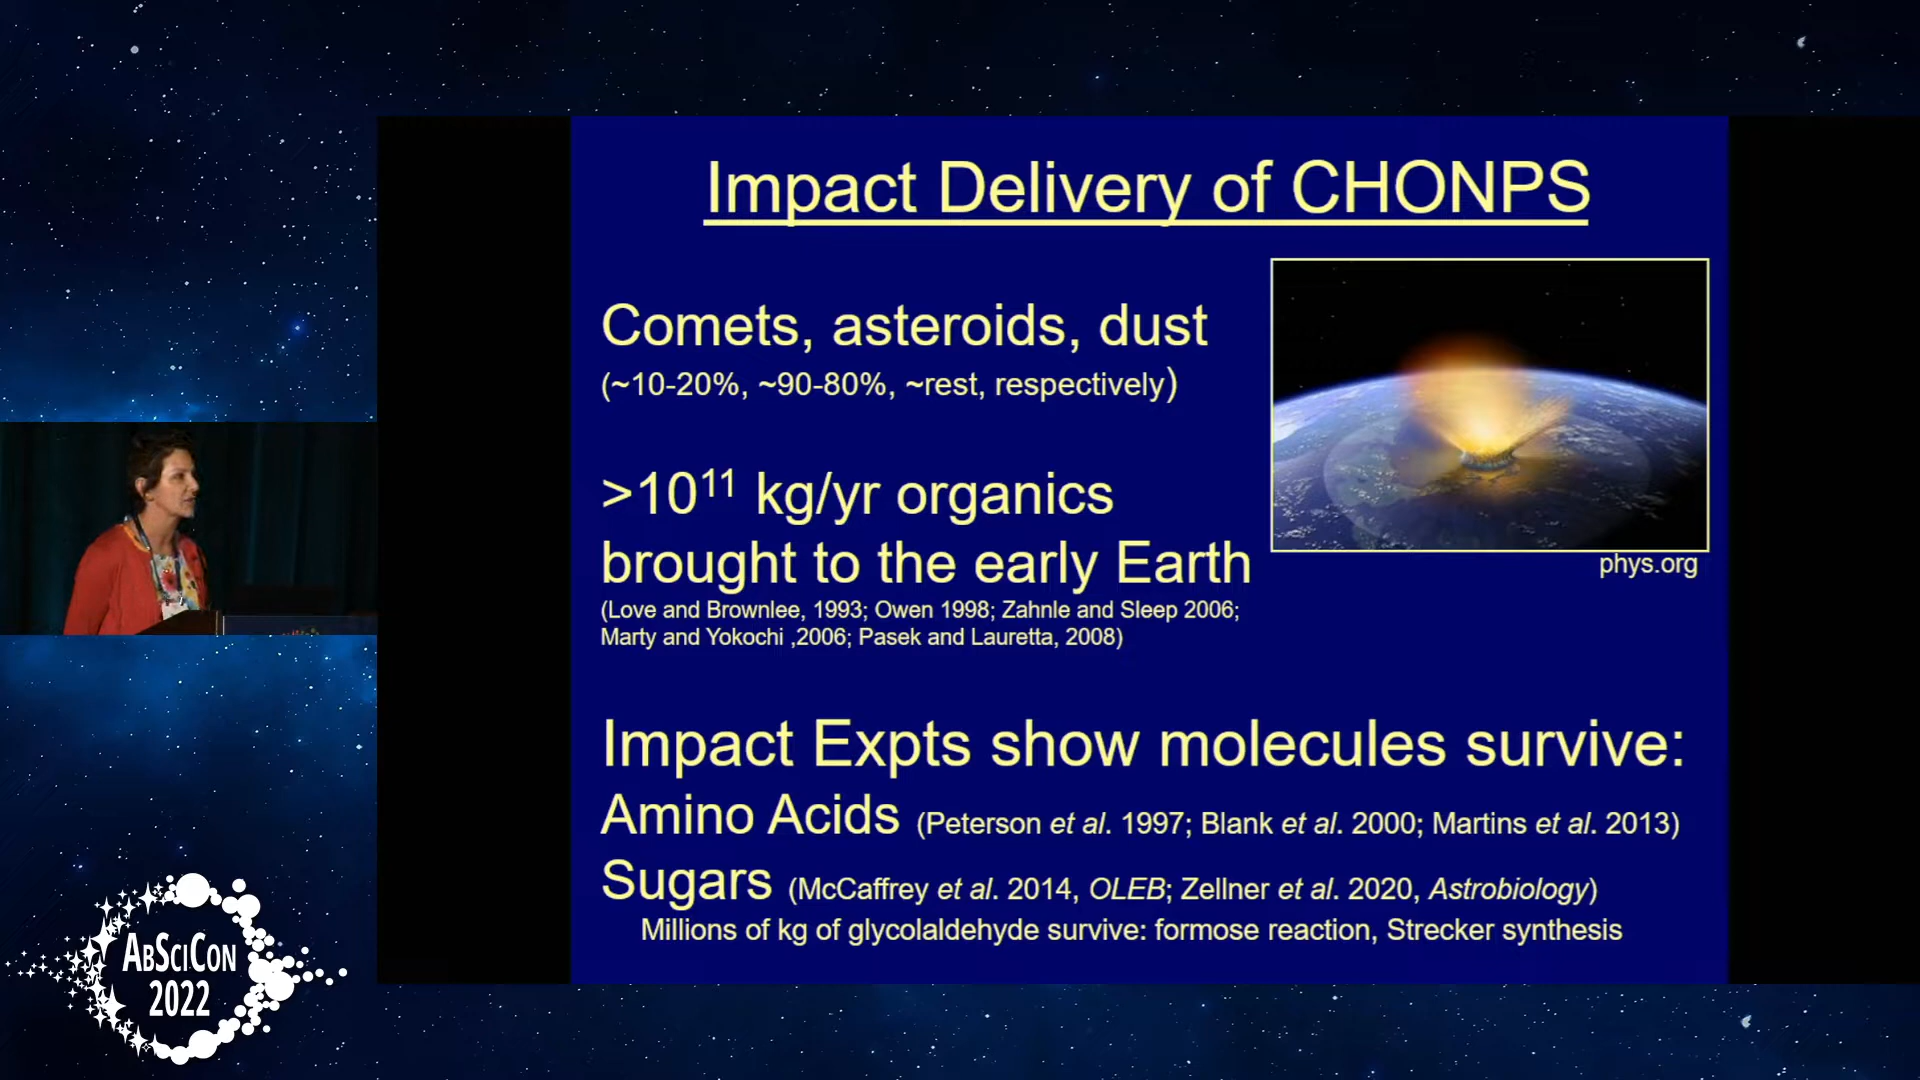 Impact Delivery of CHONPS
Comets, asteroids, dust
(~10-20%, ~90-80%, ~rest, respectively)
>10¹¹ kg/yr organics
brought to the early Earth
(Love and Brownlee, 1993; Owen 1998; Zahnle and Sleep 2006;
Marty and Yokochi ,2006; Pasek and Lauretta, 2008)
phys.org
Impact Expts show molecules survive:
Amino Acids (Peterson et al. 1997; Blank et al. 2000; Martins et al. 2013)
Sugars (McCaffrey et al. 2014, OLEB; Zellner et al. 2020, Astrobiology)
Millions of kg of glycolaldehyde survive: formose reaction, Strecker synthesis
ABSCICON
2022